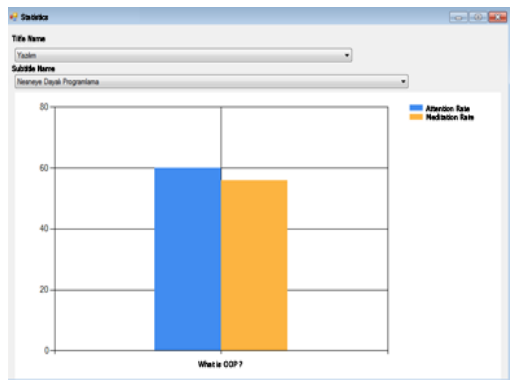 Statistics
Title Name
Yazılım
Subtitle Name
Nesneye Dayalı Programlama
80
60
40
20
0
Attention Rate
Meditation Rate
What is OOP?